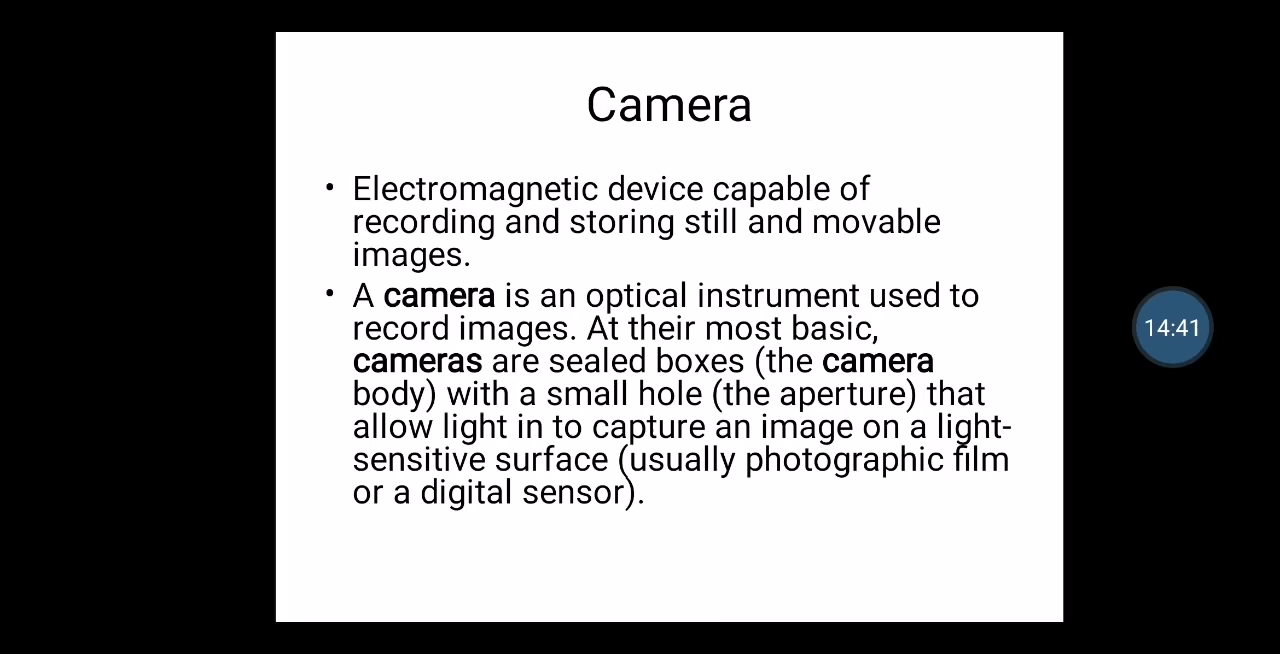 Camera
• Electromagnetic device capable of
recording and storing still and movable
images.
• A camera is an optical instrument used to
record images. At their most basic,
cameras are sealed boxes (the camera
body) with a small hole (the aperture) that
allow light in to capture an image on a light-
sensitive surface (usually photographic film
or a digital sensor).
14:41